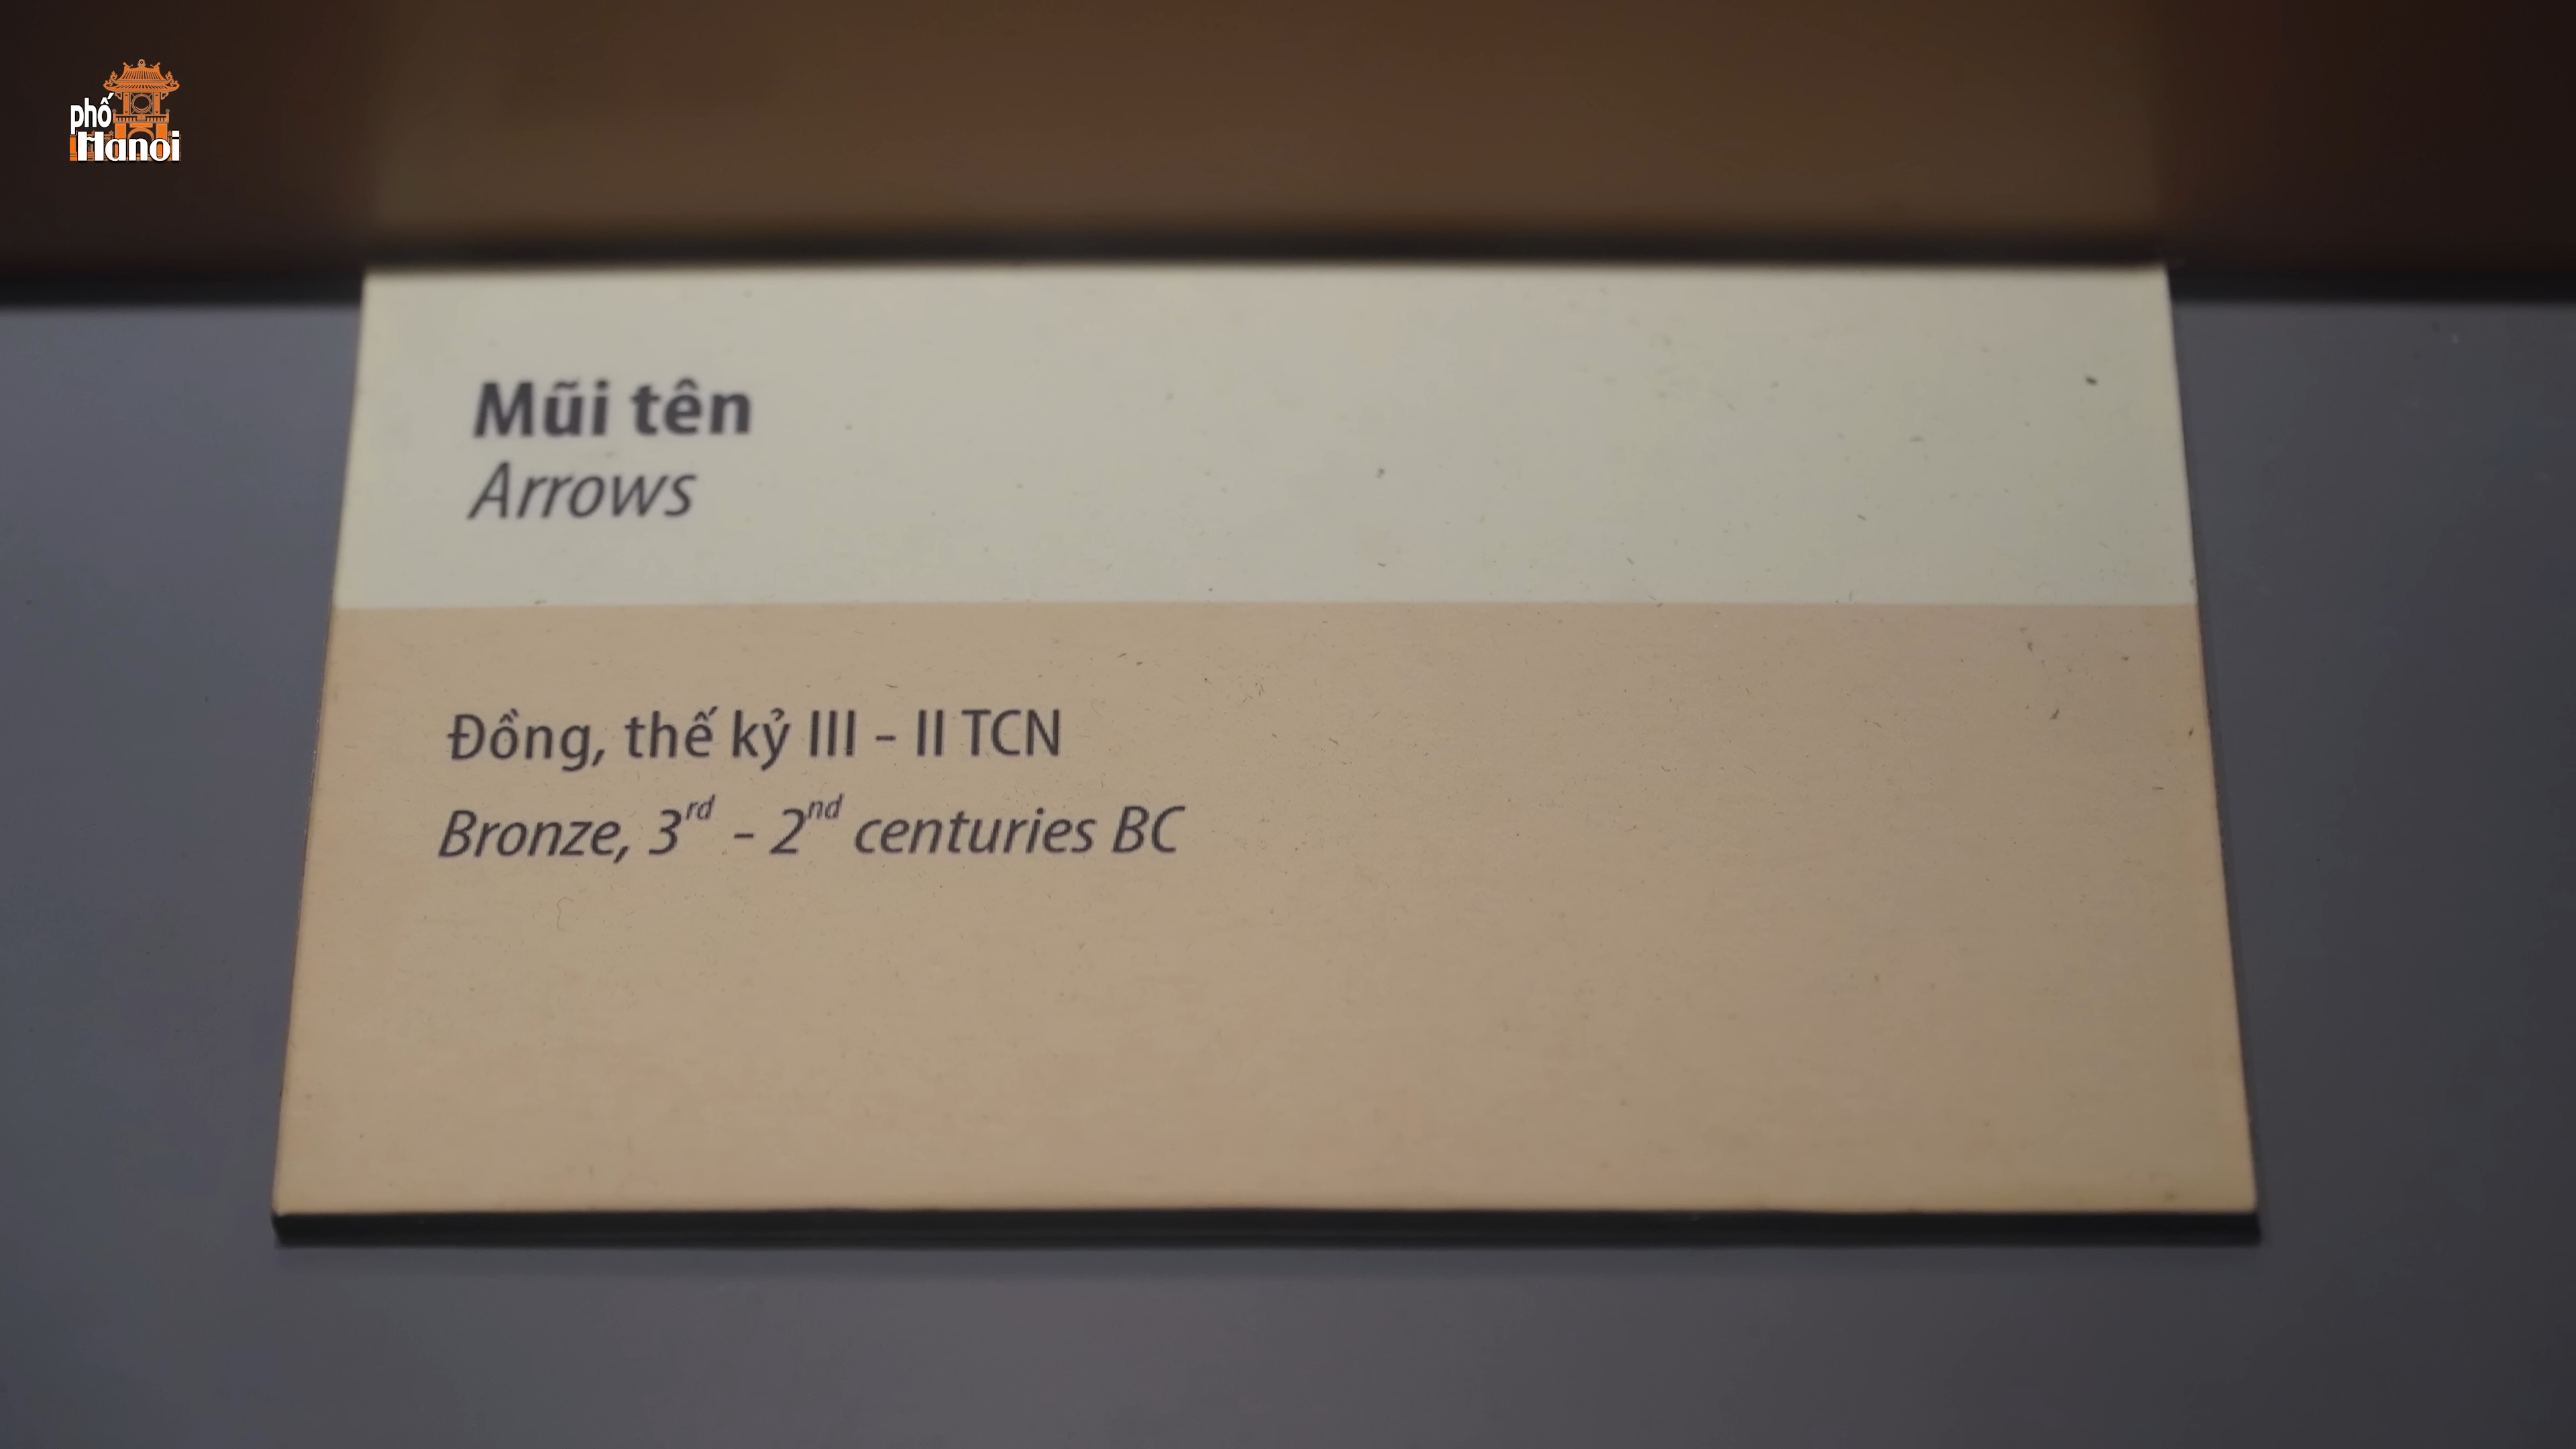 phố
Hanoi
Mũi tên
Arrows
Đồng, thế kỷ III - II TCN
Bronze, 3rd - 2nd centuries BC